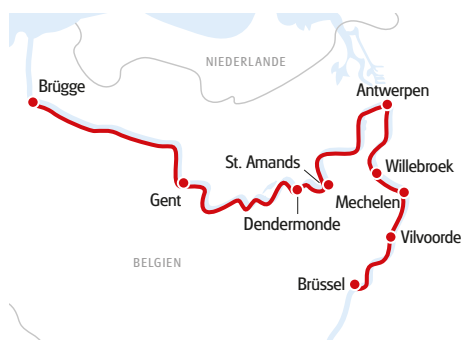 NIEDERLANDE
Brügge
Antwerpen
St. Amands
Willebroek
Gent
Mechelen
Dendermonde
Vilvoorde
BELGIEN
Brüssel